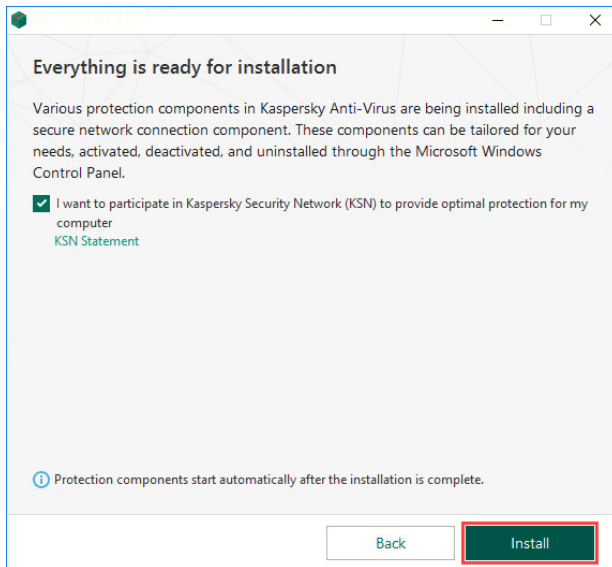 Everything is ready for installation
Various protection components in Kaspersky Anti-Virus are being installed including a
secure network connection component. These components can be tailored for your
needs, activated, deactivated, and uninstalled through the Microsoft Windows
Control Panel.
I want to participate in Kaspersky Security Network (KSN) to provide optimal protection for my
computer
KSN Statement
Protection components start automatically after the installation is complete.
Back
Install